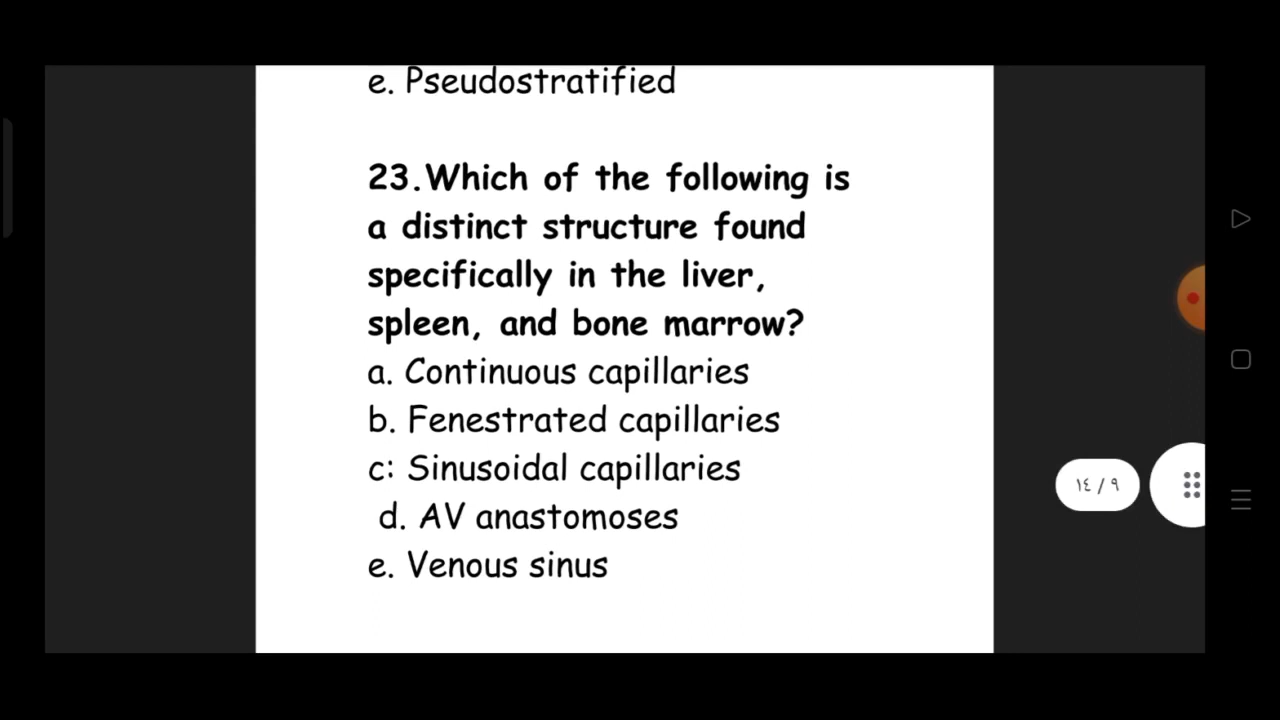 e. Pseudostratified
23.Which of the following is
a distinct structure found
specifically in the liver,
spleen, and bone marrow?
a. Continuous capillaries
b. Fenestrated capillaries
c: Sinusoidal capillaries
d. AV anastomoses
e. Venous sinus
١٤ / ٩